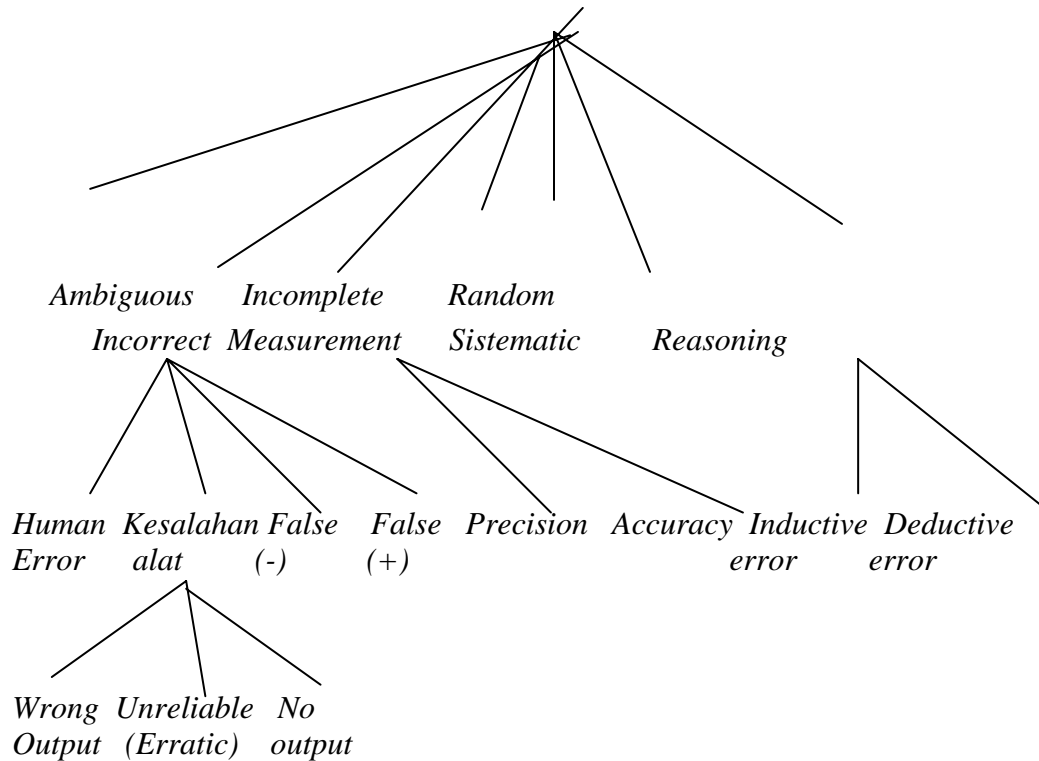 Ambiguous Incomplete Random
Incorrect Measurement Sistematic Reasoning
Human Kesalahan False False Precision Accuracy Inductive Deductive
Error alat (-) (+) error error
Wrong Unreliable No
Output (Erratic) output